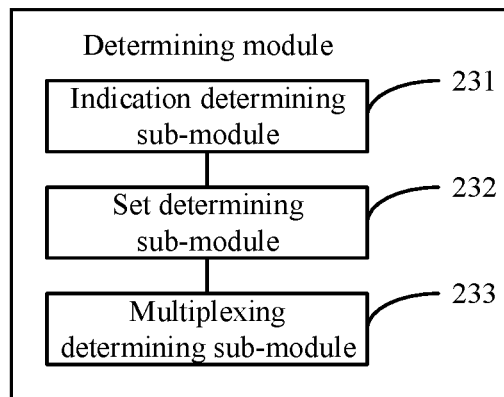 Determining module
Indication determining
sub-module
231
Set determining
sub-module
232
Multiplexing
determining sub-module
233